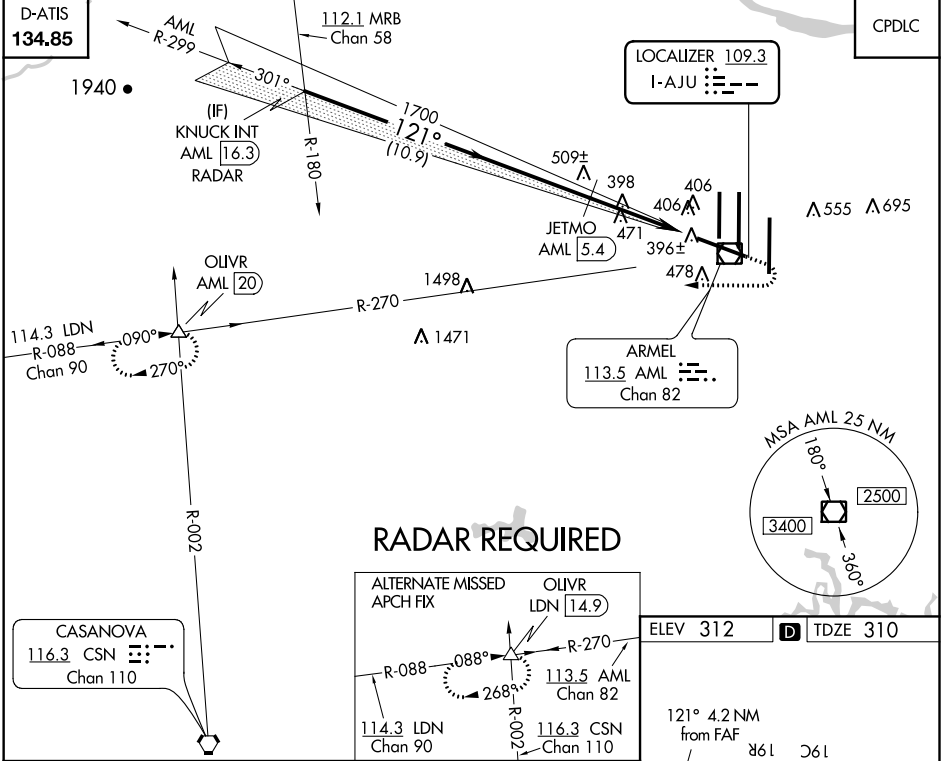 D-ATIS
134.85
AML
R-299
112.1 MRB
Chan 58
CPDLC
LOCALIZER 109.3
I-AJU
1940
301°
(IF)
KNUCK INT
AML 16.3
RADAR
1700
121°
(10.9)
R-180
509±
398
406
406
471
396±
478
555
695
JETMO
AML 5.4
OLIVR
AML 20
1498
R-270
1471
114.3 LDN
R-088
Chan 90
090°
270°
ARMEL
113.5 AML
Chan 82
MSA AML 25 NM
180°
2500
3400
360°
R-002
RADAR REQUIRED
CASANOVA
116.3 CSN
Chan 110
ALTERNATE MISSED
APCH FIX
OLIVR
LDN 14.9
R-088
088°
R-270
268°
113.5 AML
Chan 82
R-002
114.3 LDN
Chan 90
116.3 CSN
Chan 110
ELEV 312
D
TDZE 310
121° 4.2 NM
from FAF
19R
19C